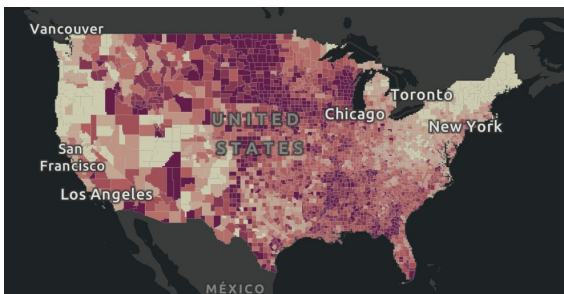 Vancouver
Toronto
UNITED
STATES
Chicago
New York
San
Francisco
Los Angeles
MÉXICO